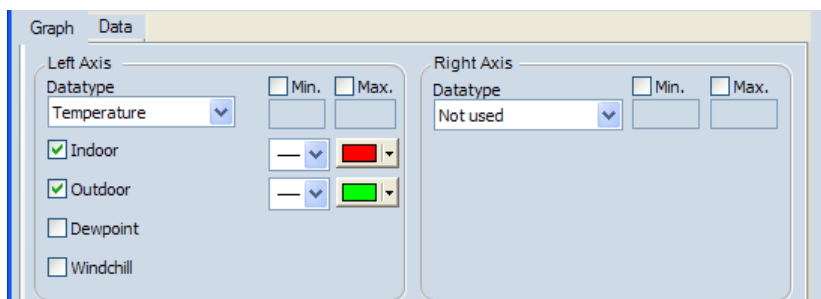 Graph Data
Left Axis Right Axis
Datatype Min. Max. Datatype Min. Max.
Temperature Not used
Indoor
Outdoor
Dewpoint
Windchill